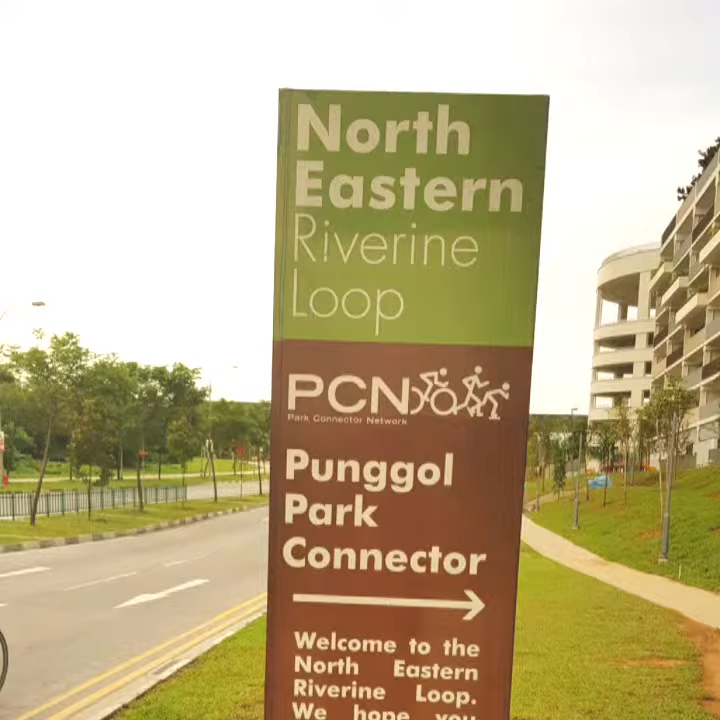 North
Eastern
Riverine
Loop
PCN
Park Connector Network
Punggol
Park
Connector
Welcome to the
North Eastern
Riverine Loop.
We hope you